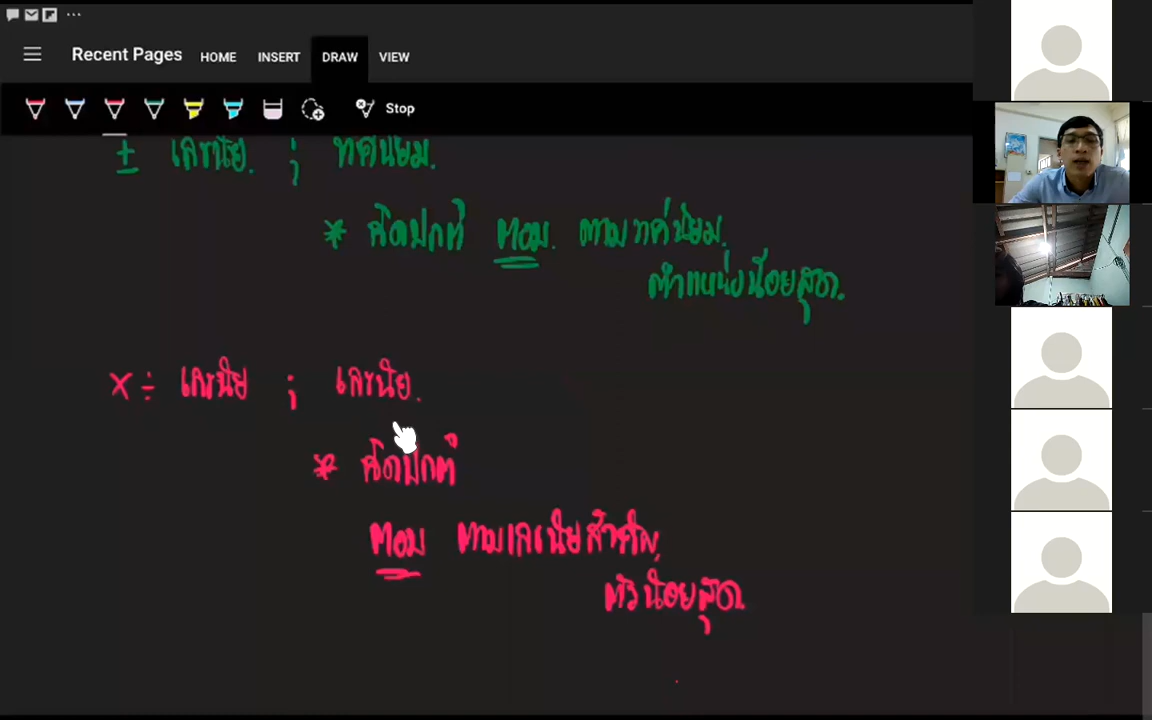 Recent Pages HOME INSERT DRAW VIEW
Stop
± เลขนัย. ; ทศนิยม.
* คิดปกติ ตอบ. ตามทศนิยม.
ตำแหน่งน้อยสุด.
× ÷ เลขนัย ; เลขนัย.
* คิดปกติ
ตอบ ตามเลขนัยสำคัญ
ตัวน้อยสุด